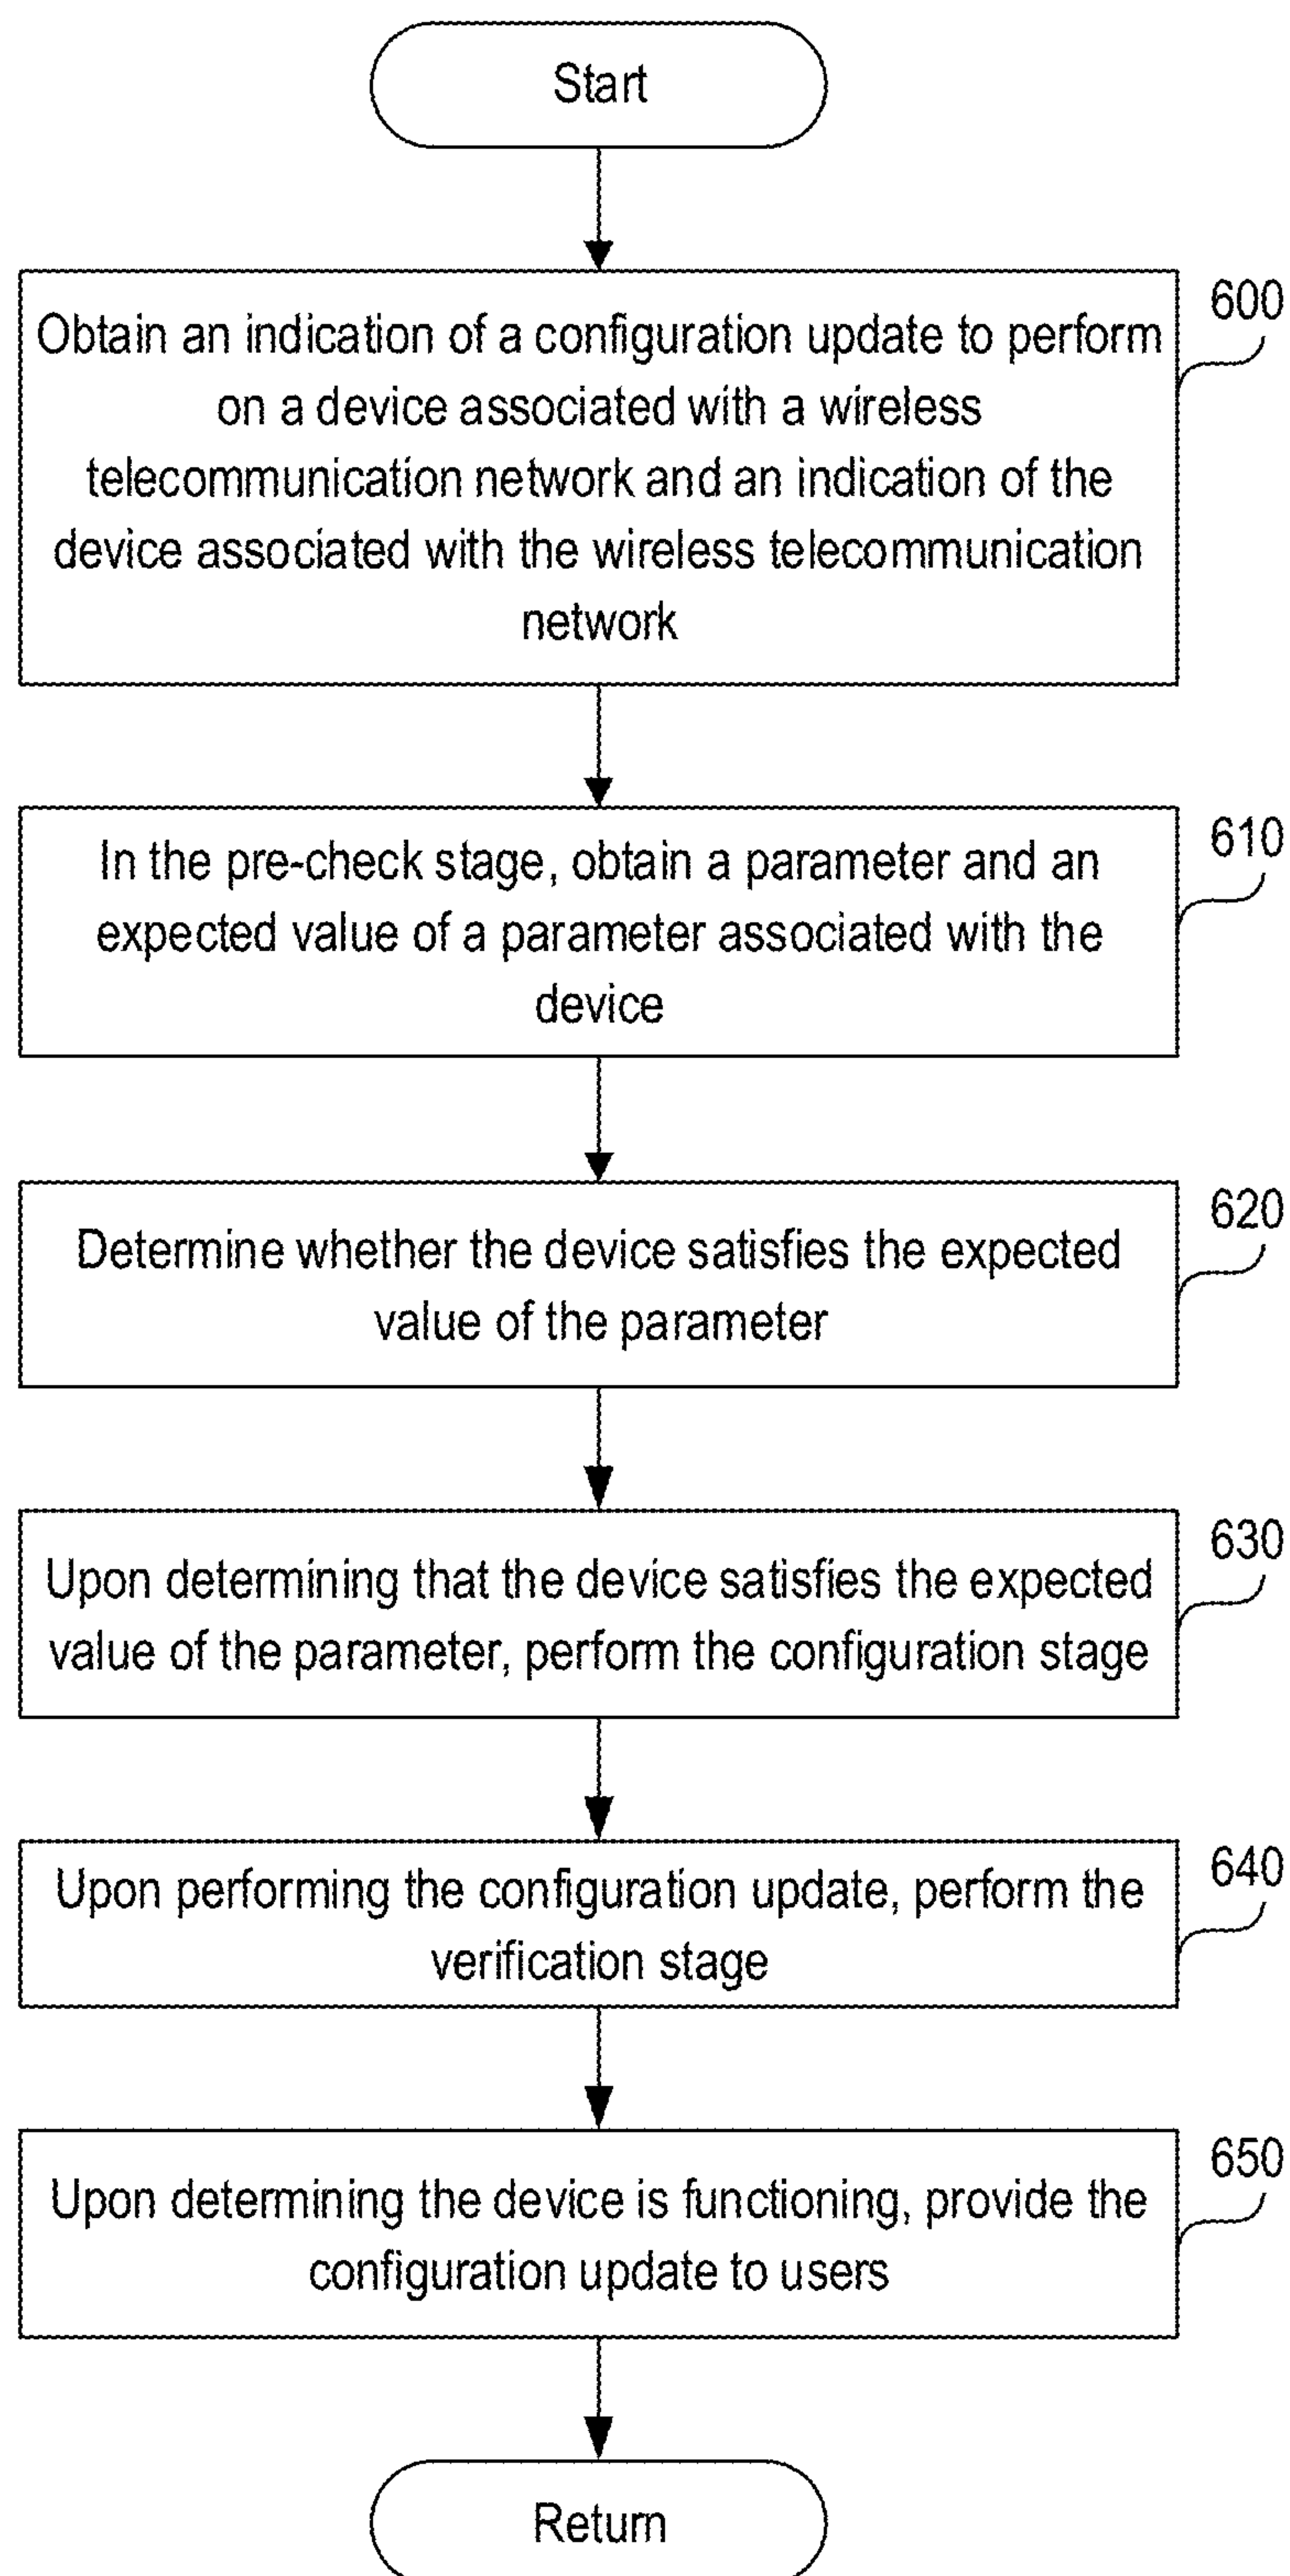 Start
600
Obtain an indication of a configuration update to perform
on a device associated with a wireless
telecommunication network and an indication of the
device associated with the wireless telecommunication
network
610
In the pre-check stage, obtain a parameter and an
expected value of a parameter associated with the
device
620
Determine whether the device satisfies the expected
value of the parameter
630
Upon determining that the device satisfies the expected
value of the parameter, perform the configuration stage
640
Upon performing the configuration update, perform the
verification stage
650
Upon determining the device is functioning, provide the
configuration update to users
Return